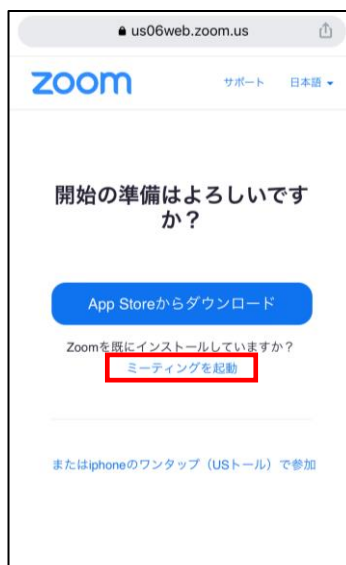 us06web.zoom.us
zoom
サポート 日本語
開始の準備はよろしいです
か？
App Storeからダウンロード
Zoomを既にインストールしていますか？
ミーティングを起動
またはiphoneのワンタップ（USトール）で参加